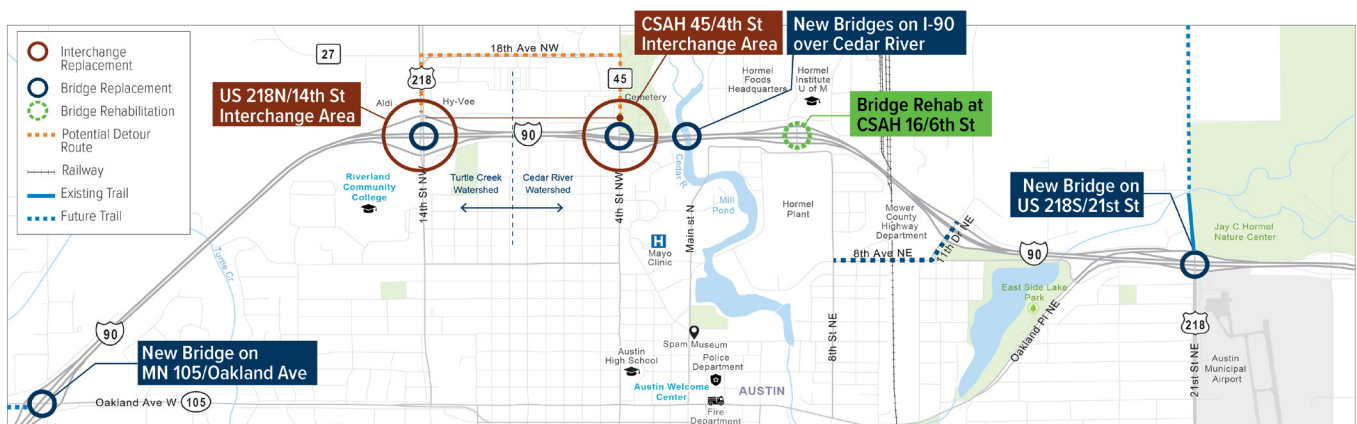 Interchange
Replacement
Bridge Replacement
Bridge Rehabilitation
Potential Detour
Route
Railway
Existing Trail
Future Trail
27
218
18th Ave NW
45
CSAH 45/4th St
Interchange Area
New Bridges on I-90
over Cedar River
US 218N/14th St
Interchange Area
Aldi
Hy-Vee
Cemetery
Hormel
Foods
Headquarters
Hormel
Institute
U of M
Bridge Rehab at
CSAH 16/6th St
90
Riverland
Community
College
14th St NW
Turtle Creek
Watershed
Cedar River
Watershed
4th St NW
Cedar R
Main st N
Mill
Pond
Hormel
Plant
H
Mayo
Clinic
Mower
County
Highway
Department
8th Ave NE
11th Dr NE
90
New Bridge on
US 218S/21st St
Jay C Hormel
Nature Center
East Side Lake
Park
Oakland Pl NE
218
21st St NE
Austin
Municipal
Airport
Turtle Cr
90
New Bridge on
MN 105/Oakland Ave
Oakland Ave W
105
Spam Museum
Austin
High School
Police
Department
Austin Welcome
Center
AUSTIN
Fire
Department
8th St NE